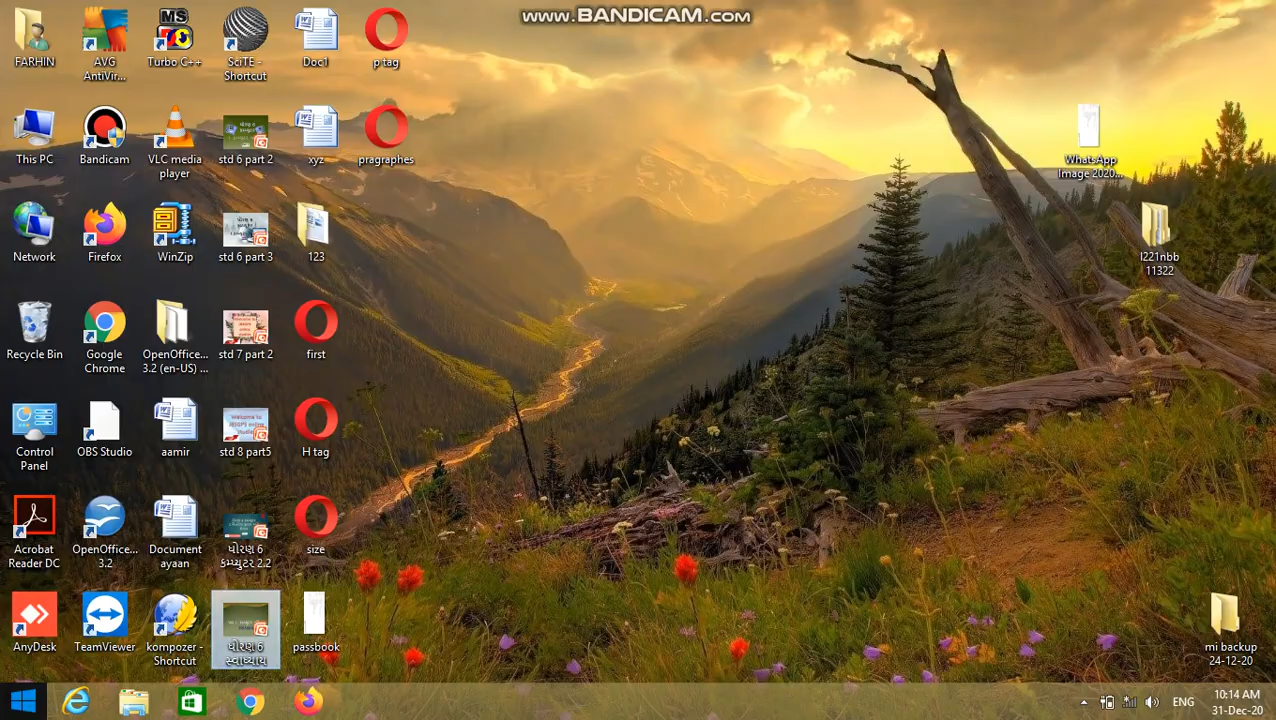 www.BANDICAM.com
FARHIN
AVG
AntiVir...
MS
Turbo C++
SciTE -
Shortcut
Doc1
p tag
This PC
Bandicam
VLC media
player
std 6 part 2
xyz
pragraphes
WhatsApp
Image 2020...
Network
Firefox
WinZip
std 6 part 3
123
l221nbb
11322
Recycle Bin
Google
Chrome
OpenOffice...
3.2 (en-US) ...
std 7 part 2
first
Control
Panel
OBS Studio
aamir
Welcome to
std 8 part5
H tag
Acrobat
Reader DC
OpenOffice...
3.2
Document
ayaan
ધોરણ 6
કમ્પ્યુટર 2.2
size
AnyDesk
TeamViewer
kompozer -
Shortcut
ધોરણ 6
સ્વાધ્યાય
passbook
mi backup
24-12-20
ENG
10:14 AM
31-Dec-20